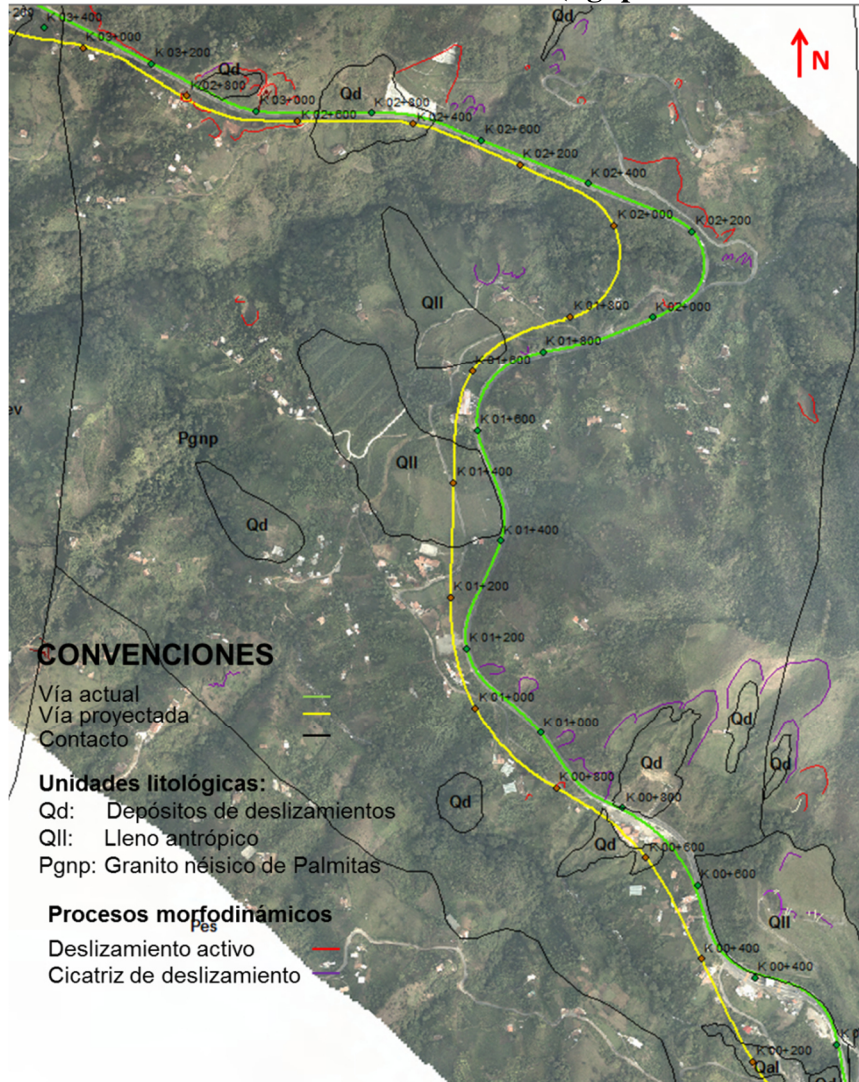 Qd
K 03+400
K 03+000
N
K 03+200
Qd
K 02+800
Qd
K 03+000
K 02+800
K 02+600
K 02+400
K 02+600
K 02+200
K 02+400
K 02+000
K 02+200
Qll
K 01+800
K 02+000
K 01+800
K 01+600
ev
K 01+600
Pgnp
Qll
K 01+400
Qd
K 01+400
K 01+200
K 01+200
CONVENCIONES
Vía actual
Vía proyectada
Contacto
K 01+000
K 01+000
Qd
Qd
Qd
Unidades litológicas:
Qd: Depósitos de deslizamientos
Qll: Lleno antrópico
Pgnp: Granito néisico de Palmitas
K 00+800
Qd
K 00+800
Qd
K 00+600
K 00+600
Qll
Procesos morfodinámicos
Pes
Deslizamiento activo
Cicatriz de deslizamiento
K 00+400
K 00+400
K 00+200
Qal